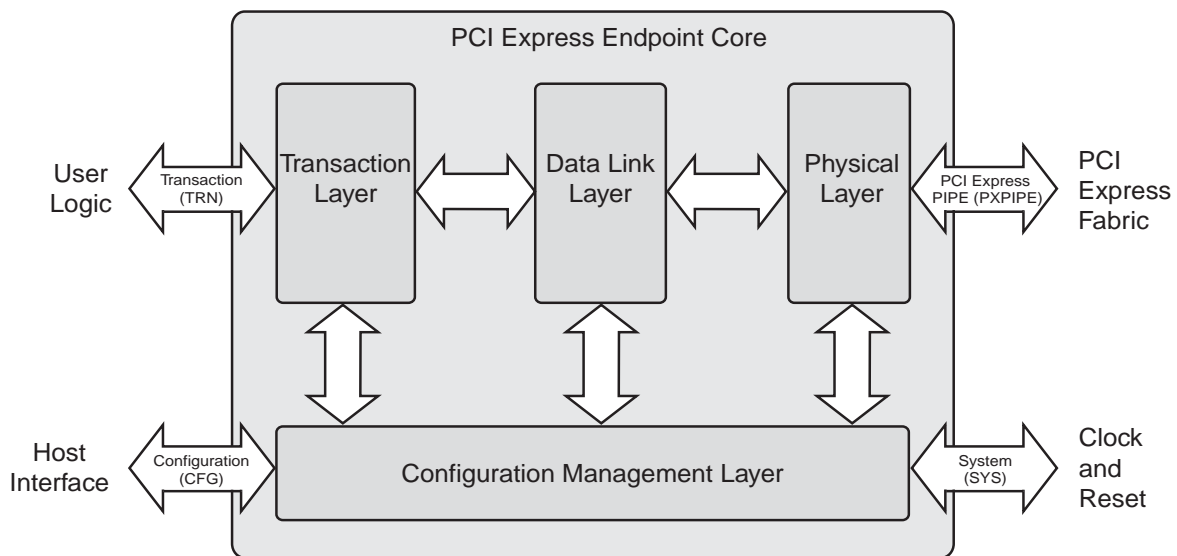 PCI Express Endpoint Core
User
Logic
Transaction
(TRN)
Transaction
Layer
Data Link
Layer
Physical
Layer
PCI Express
PIPE (PXPIPE)
PCI
Express
Fabric
Host
Interface
Configuration
(CFG)
Configuration Management Layer
System
(SYS)
Clock
and
Reset